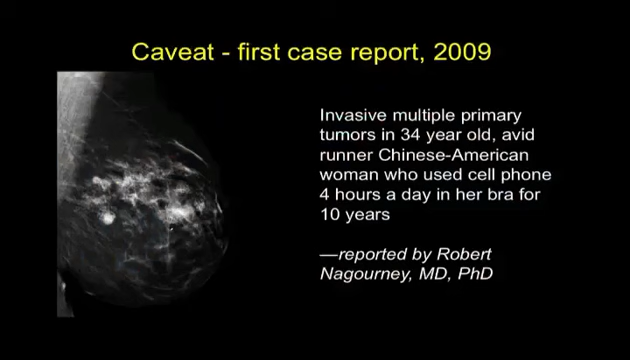 Caveat - first case report, 2009
Invasive multiple primary
tumors in 34 year old, avid
runner Chinese-American
woman who used cell phone
4 hours a day in her bra for
10 years
—reported by Robert
Nagourney, MD, PhD